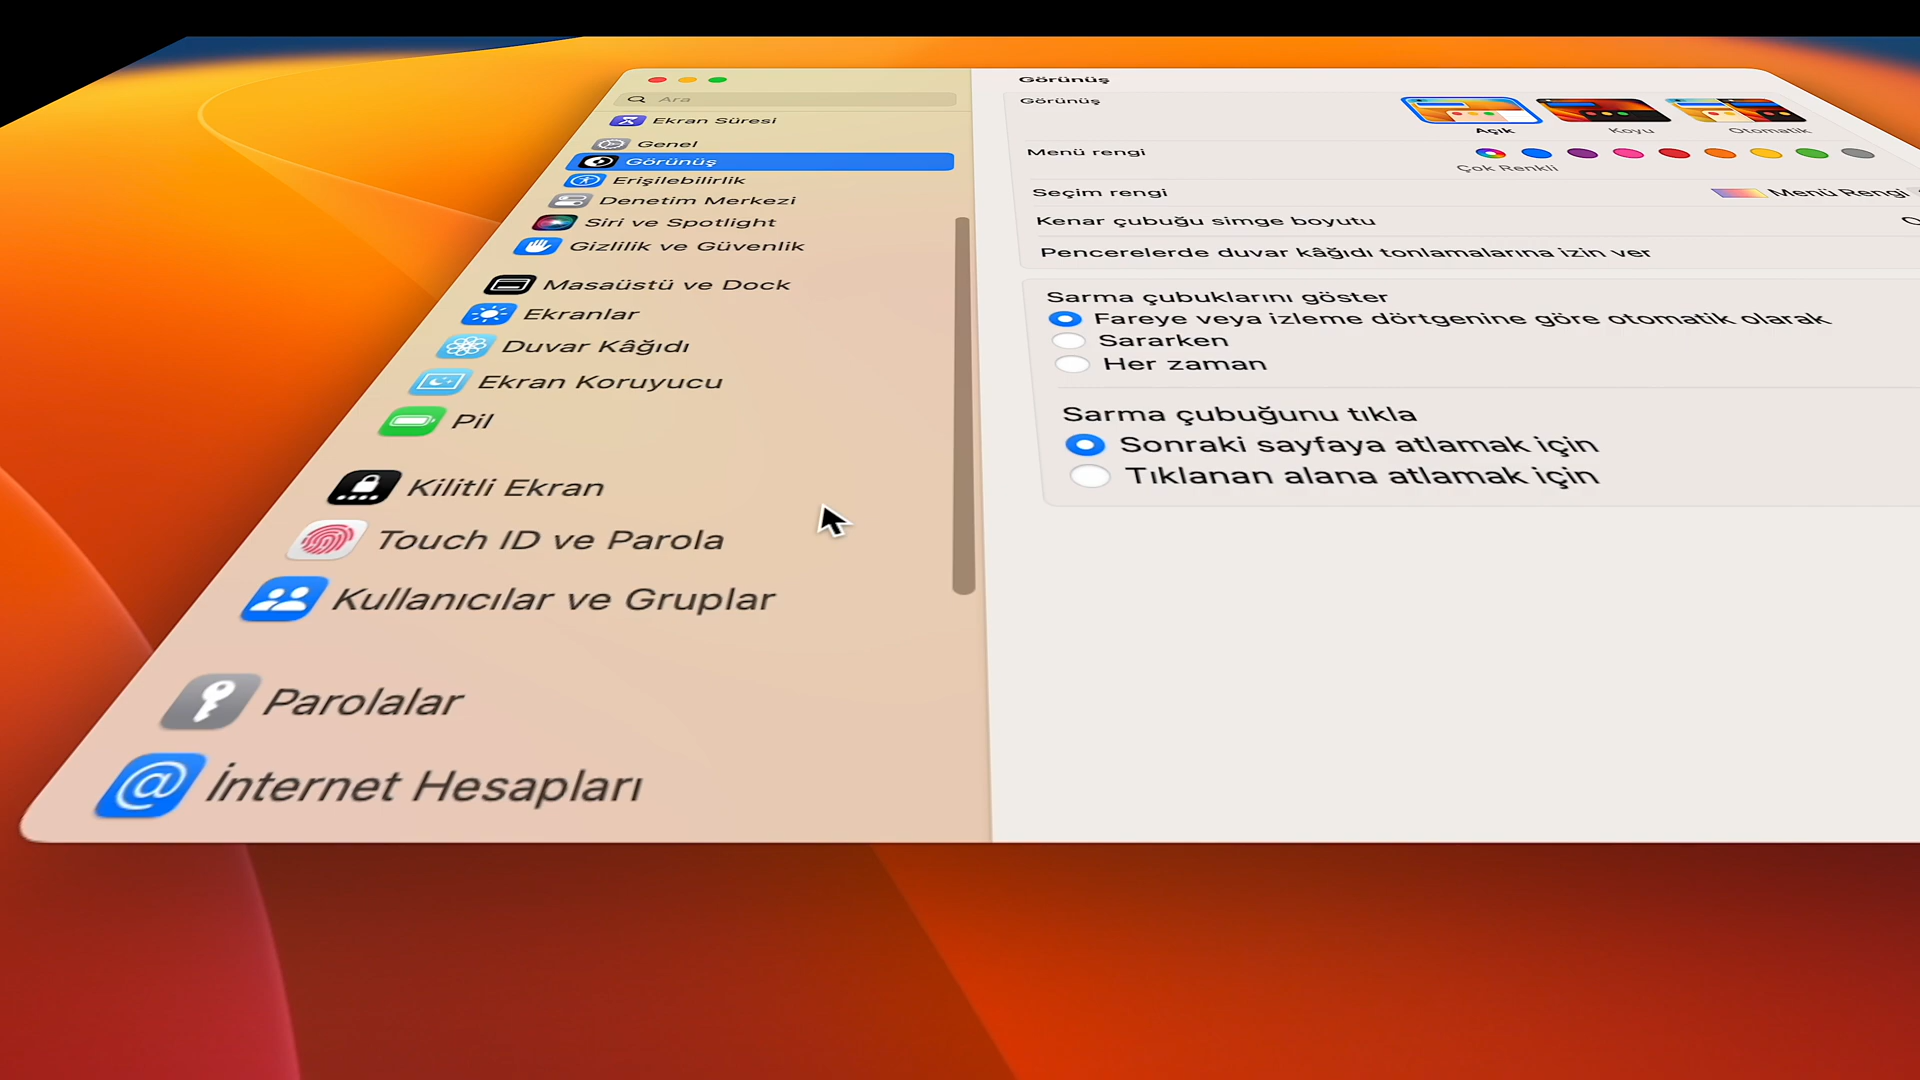 Ara
Ekran Süresi
Genel
Görünüş
Erişilebilirlik
Denetim Merkezi
Siri ve Spotlight
Gizlilik ve Güvenlik
Masaüstü ve Dock
Ekranlar
Duvar Kâğıdı
Ekran Koruyucu
Pil
Kilitli Ekran
Touch ID ve Parola
Kullanıcılar ve Gruplar
Parolalar
İnternet Hesapları
Görünüş
Görünüş
Açık
Koyu
Otomatik
Menü rengi
Çok Renkli
Seçim rengi
Menü Rengi
Kenar çubuğu simge boyutu
Pencerelerde duvar kâğıdı tonlamalarına izin ver
Sarma çubuklarını göster
Fareye veya izleme dörtgenine göre otomatik olarak
Sararken
Her zaman
Sarma çubuğunu tıkla
Sonraki sayfaya atlamak için
Tıklanan alana atlamak için